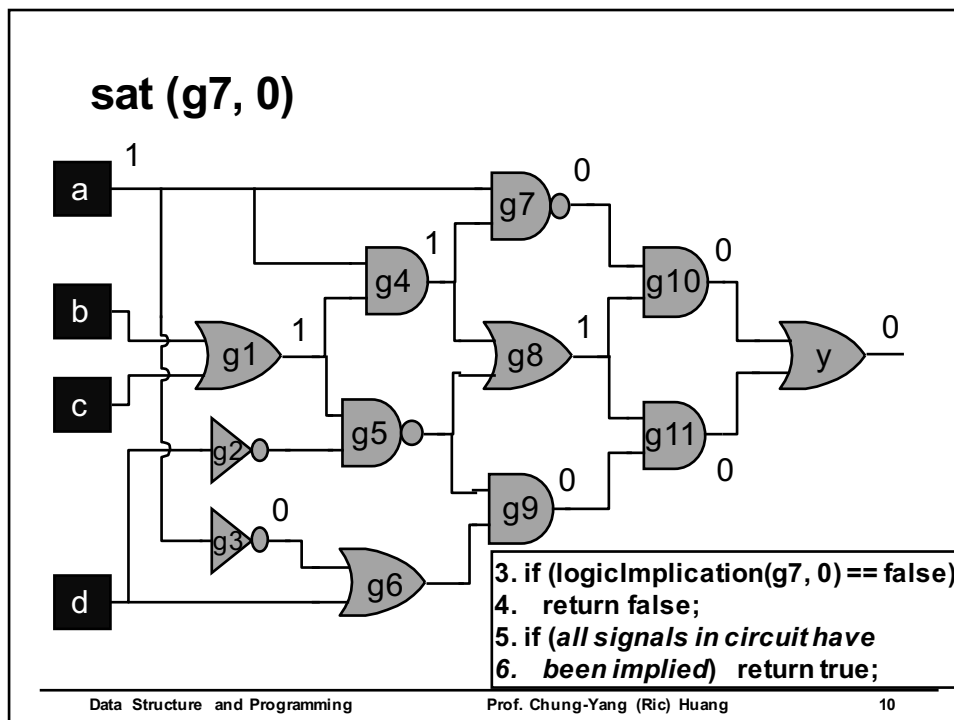 sat (g7, 0)
1
a
0
g7
1
g4
0
g10
b
1
g1
1
g8
0
y
c
g5
g11
g2
0
0
g9
0
g3
g6
d
3. if (logicImplication(g7, 0) == false)
4. return false;
5. if (all signals in circuit have
6. been implied) return true;
Data Structure and Programming Prof. Chung-Yang (Ric) Huang 10